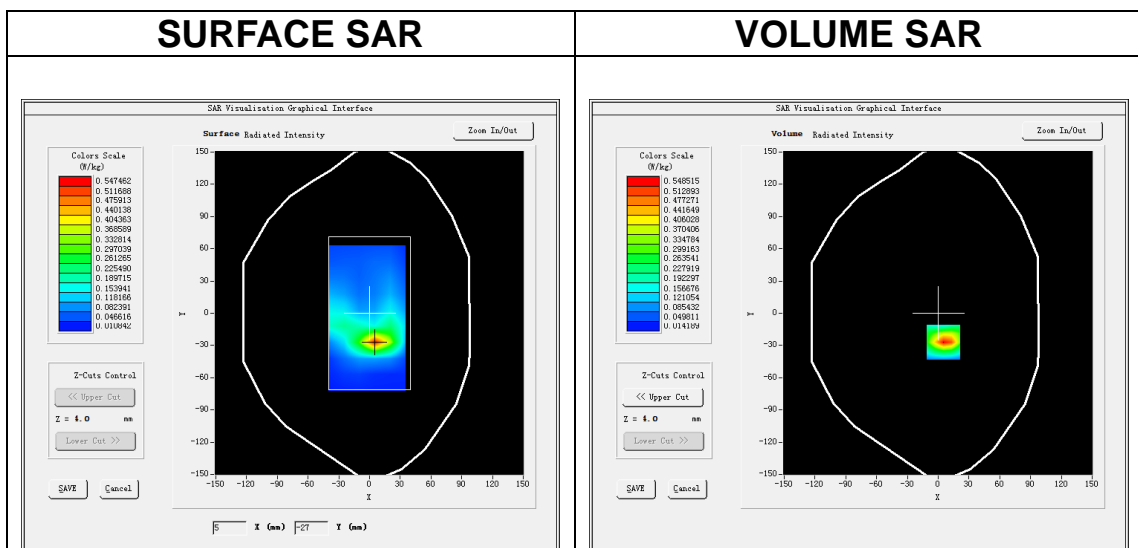 SURFACE SAR
VOLUME SAR
SAR Visualisation Graphical Interface
Surface Radiated Intensity
Zoom In/Out
Colors Scale
(W/kg)
0.547462
0.511688
0.475913
0.440138
0.404363
0.368589
0.332814
0.297039
0.261265
0.225490
0.189715
0.153941
0.118166
0.082391
0.046616
0.010842
150
120
90
60
30
0
-30
-60
-90
-120
-150
Y
-150 -120 -90 -60 -30 0 30 60 90 120 150
X
Z-Cuts Control
<< Upper Cut
Z = 4.0 mm
Lower Cut >>
SAVE Cancel
5 X (mm) -27 Y (mm)
SAR Visualisation Graphical Interface
Volume Radiated Intensity
Zoom In/Out
Colors Scale
(W/kg)
0.548515
0.512893
0.477271
0.441649
0.406028
0.370406
0.334784
0.299163
0.263541
0.227919
0.192297
0.156676
0.121054
0.085432
0.049811
0.014189
150
120
90
60
30
0
-30
-60
-90
-120
-150
Y
-150 -120 -90 -60 -30 0 30 60 90 120 150
X
Z-Cuts Control
<< Upper Cut
Z = 4.0 mm
Lower Cut >>
SAVE Cancel